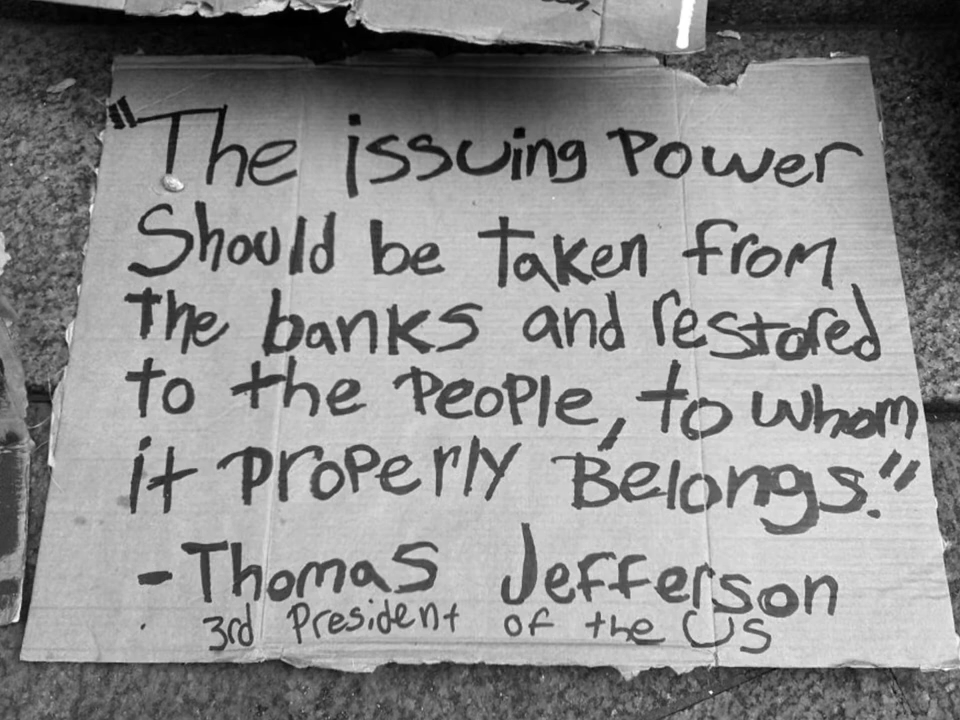 "The issuing Power
Should be taken from
the banks and restored
to the People, to whom
it properly Belongs."
- Thomas Jefferson
3rd President of the US